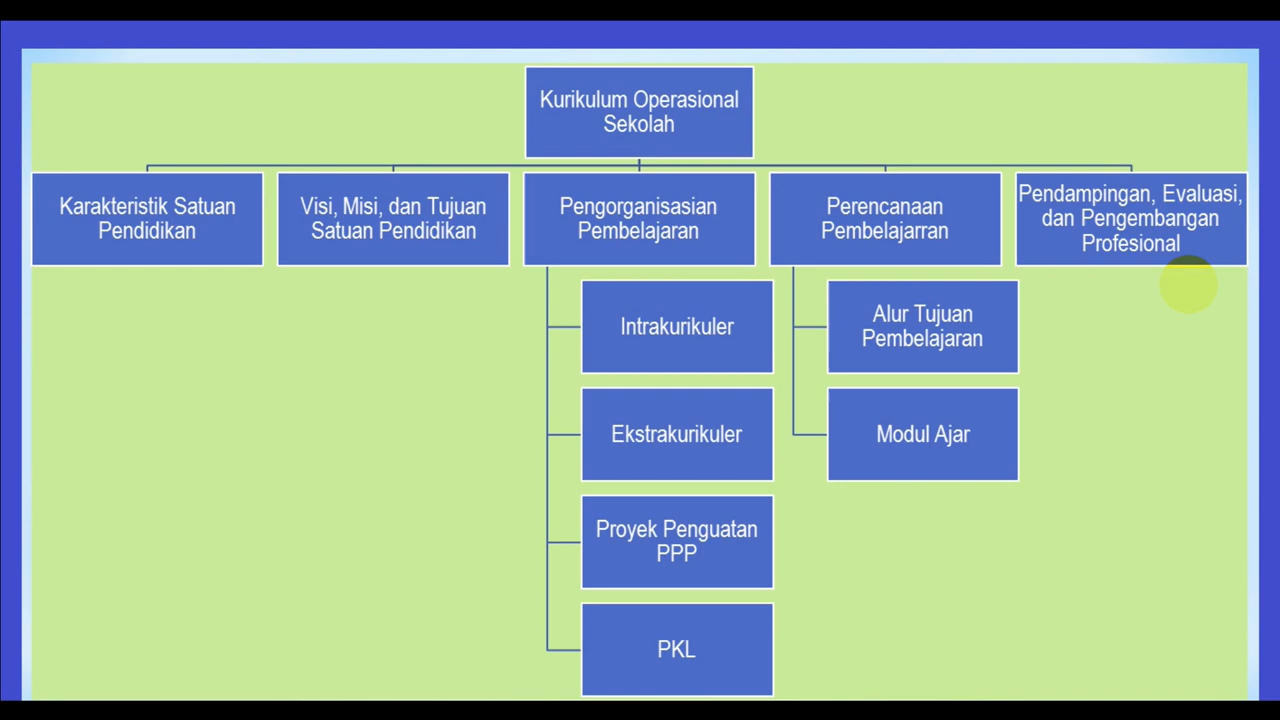 Kurikulum Operasional
Sekolah
Karakteristik Satuan
Pendidikan
Visi, Misi, dan Tujuan
Satuan Pendidikan
Pengorganisasian
Pembelajaran
Perencanaan
Pembelajarran
Pendampingan, Evaluasi,
dan Pengembangan
Profesional
Intrakurikuler
Ekstrakurikuler
Proyek Penguatan
PPP
PKL
Alur Tujuan
Pembelajaran
Modul Ajar